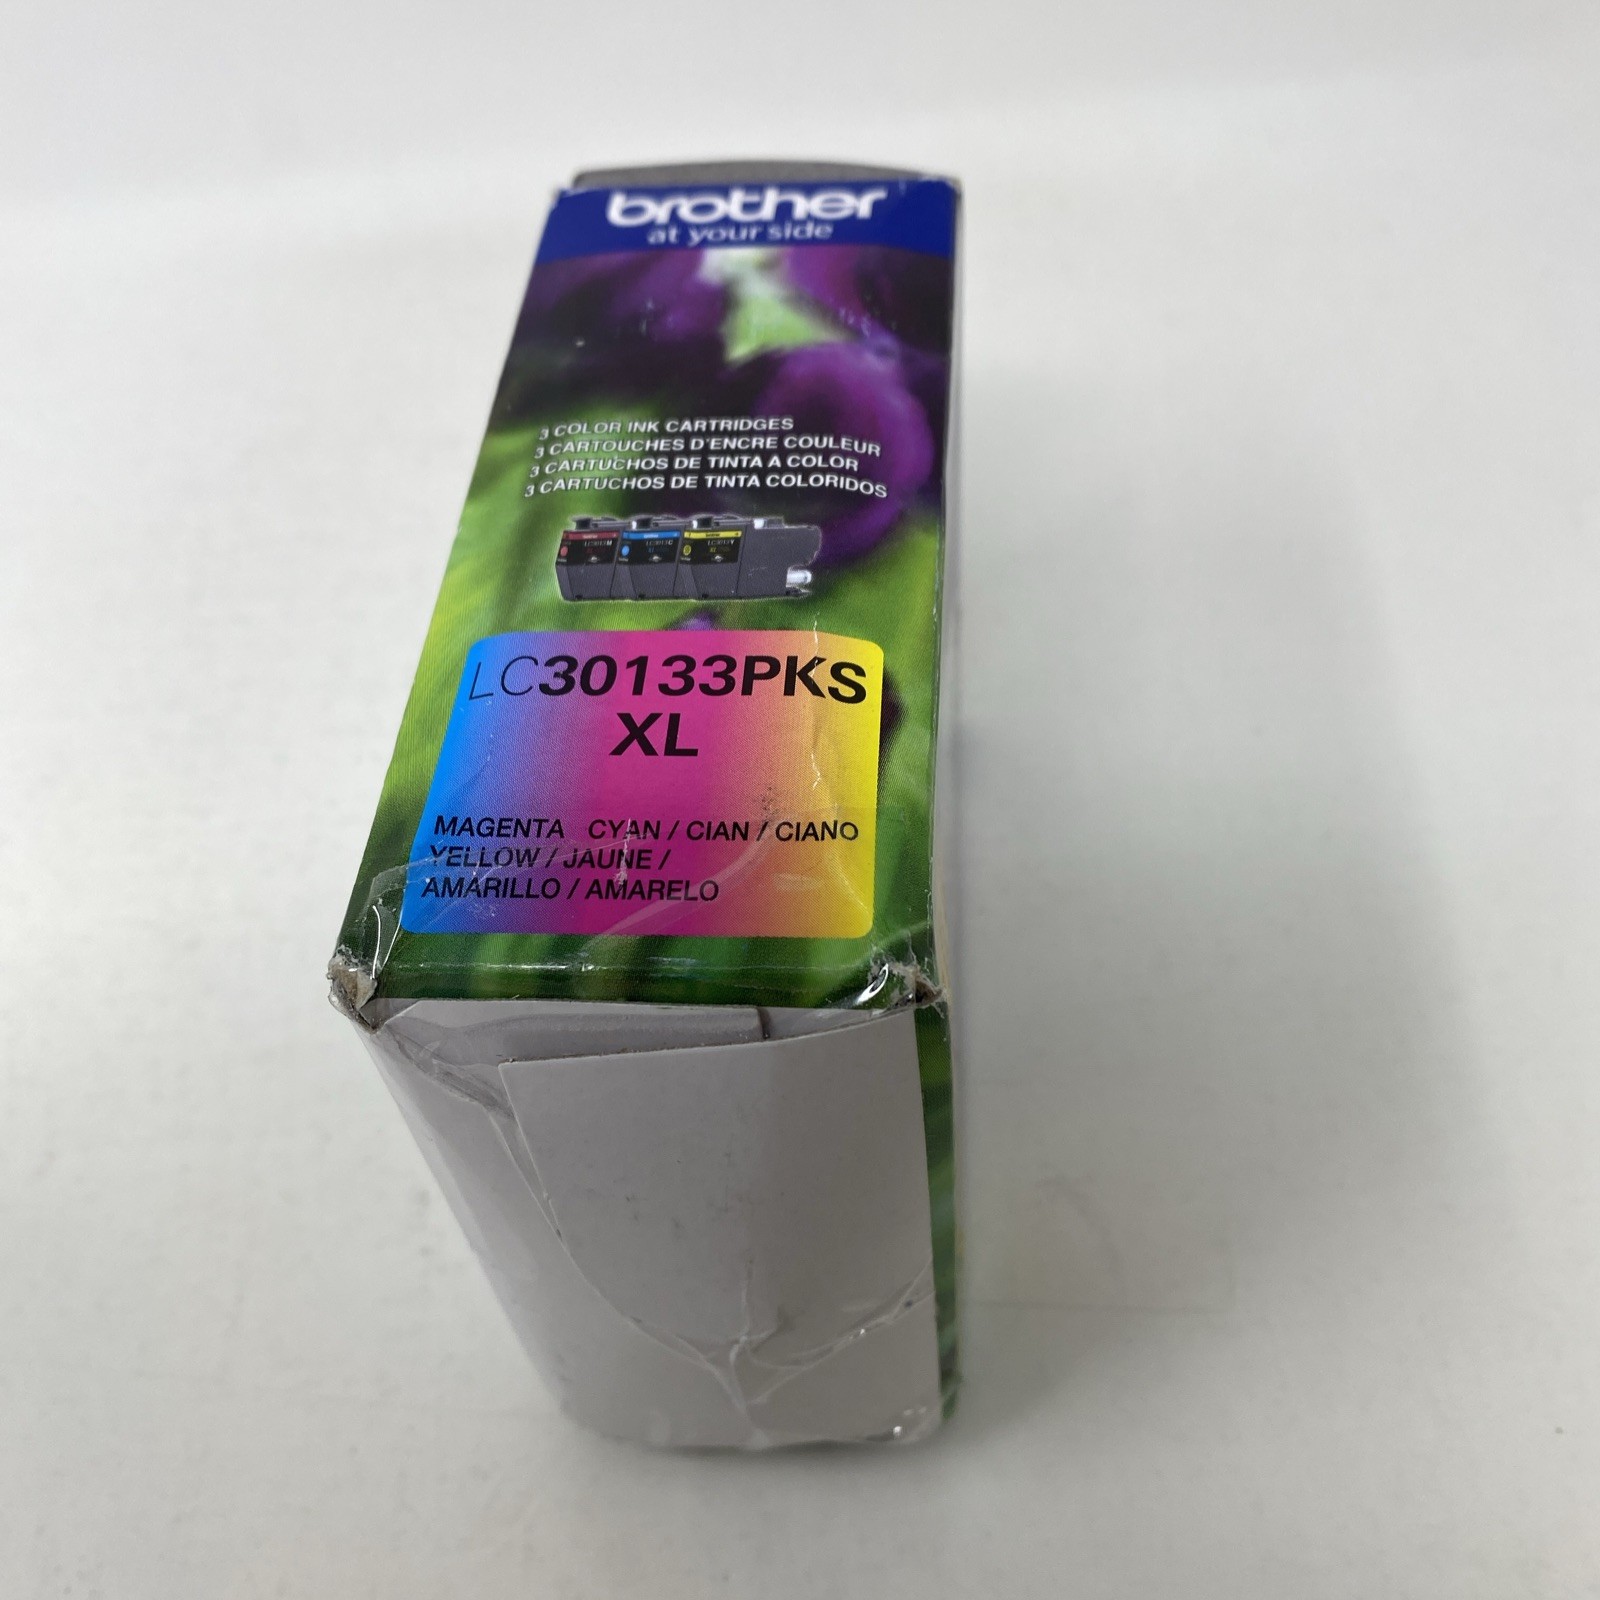 brother
at your side
3 COLOR INK CARTRIDGES
3 CARTOUCHES D'ENCRE COULEUR
3 CARTUCHOS DE TINTA A COLOR
3 CARTUCHOS DE TINTA COLORIDOS
LC30133PKS
XL
MAGENTA CYAN / CIAN / CIANO
YELLOW / JAUNE /
AMARILLO / AMARELO